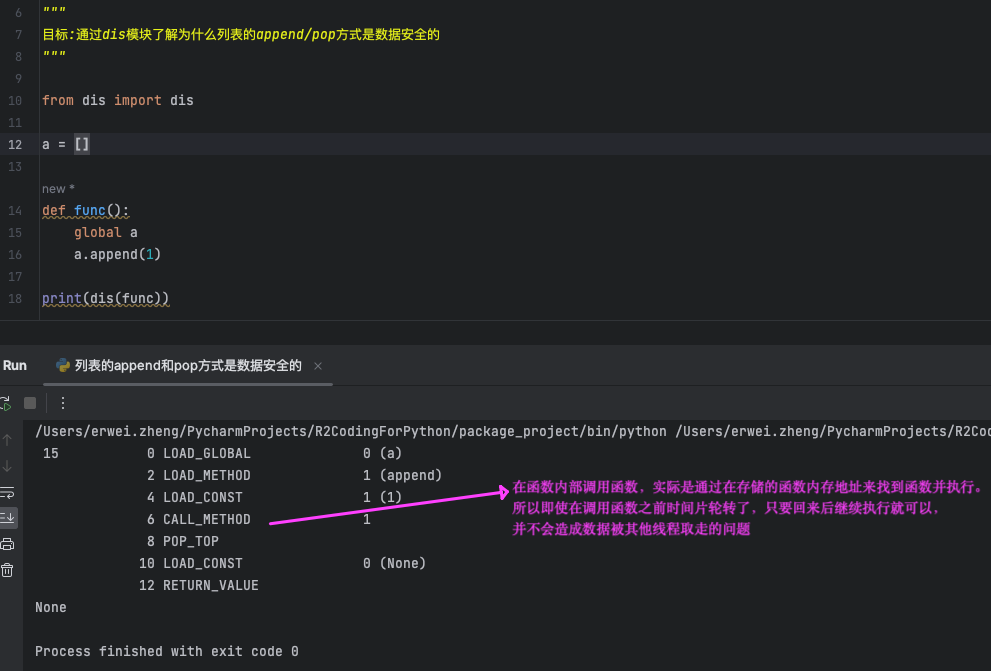 6 """
7 目标:通过dis模块了解为什么列表的append/pop方式是数据安全的
8 """
9
10 from dis import dis
11
12 a = []
13
new *
14 def func():
15 global a
16 a.append(1)
17
18 print(dis(func))
Run 列表的append和pop方式是数据安全的 ×
/Users/erwei.zheng/PycharmProjects/R2CodingForPython/package_project/bin/python /Users/erwei.zheng/PycharmProjects/R2Cod
15 0 LOAD_GLOBAL 0 (a)
2 LOAD_METHOD 1 (append)
4 LOAD_CONST 1 (1)
在函数内部调用函数，实际是通过在存储的函数内存地址来找到函数并执行。
所以即使在调用函数之前时间片轮转了，只要回来后继续执行就可以，
并不会造成数据被其他线程取走的问题
6 CALL_METHOD 1
8 POP_TOP
10 LOAD_CONST 0 (None)
12 RETURN_VALUE
None
Process finished with exit code 0